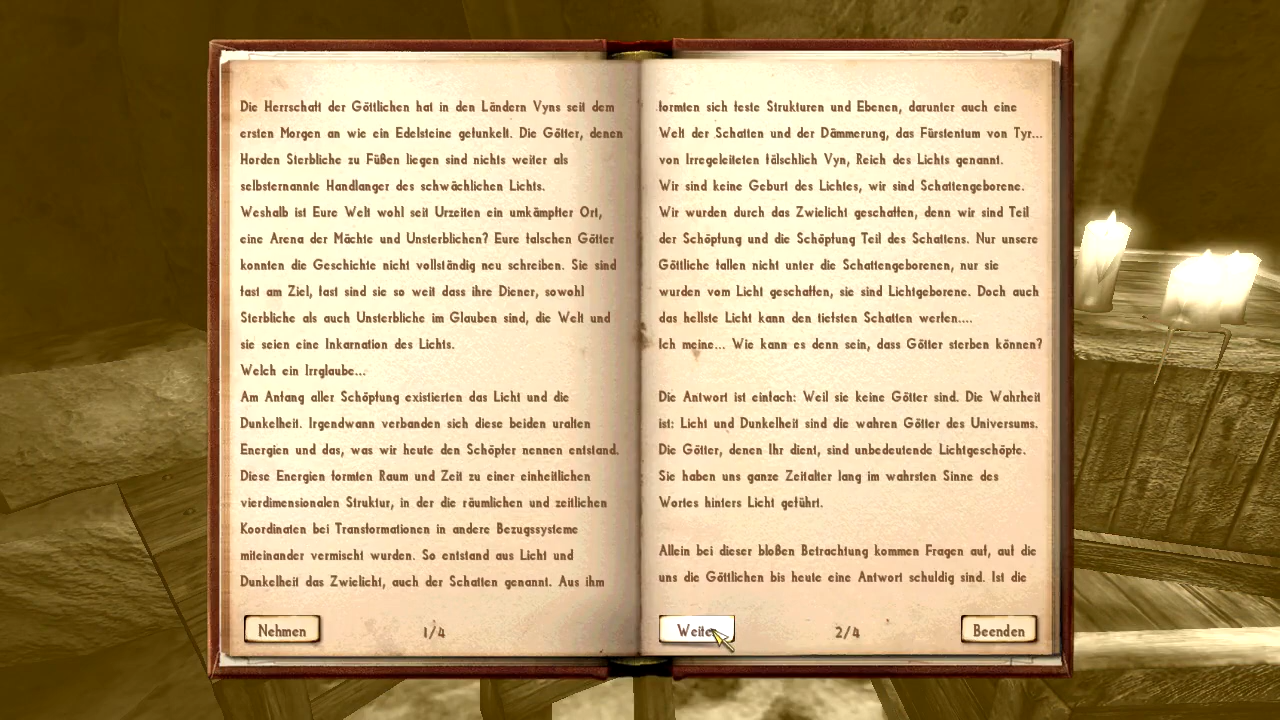 Die Herrschaft der Göttlichen hat in den Ländern Vyns seit dem
ersten Morgen an wie ein Edelsteine gefunkelt. Die Götter, denen
Horden Sterbliche zu Füßen liegen sind nichts weiter als
selbsternannte Handlanger des schwächlichen Lichts.
Weshalb ist Eure Welt wohl seit Urzeiten ein umkämpfter Ort,
eine Arena der Mächte und Unsterblichen? Eure falschen Götter
konnten die Geschichte nicht vollständig neu schreiben. Sie sind
fast am Ziel, fast sind sie so weit dass ihre Diener, sowohl
Sterbliche als auch Unsterbliche im Glauben sind, die Welt und
sie seien eine Inkarnation des Lichts.
Welch ein Irrglaube...
Am Anfang aller Schöpfung existierten das Licht und die
Dunkelheit. Irgendwann verbanden sich diese beiden uralten
Energien und das, was wir heute den Schöpfer nennen entstand.
Diese Energien formten Raum und Zeit zu einer einheitlichen
vierdimensionalen Struktur, in der die räumlichen und zeitlichen
Koordinaten bei Transformationen in andere Bezugssysteme
miteinander vermischt wurden. So entstand aus Licht und
Dunkelheit das Zwielicht, auch der Schatten genannt. Aus ihm
Nehmen
1/4
formten sich feste Strukturen und Ebenen, darunter auch eine
Welt der Schatten und der Dämmerung, das Fürstentum von Tyr...
von Irregeleiteten fälschlich Vyn, Reich des Lichts genannt.
Wir sind keine Geburt des Lichtes, wir sind Schattengeborene.
Wir wurden durch das Zwielicht geschaffen, denn wir sind Teil
der Schöpfung und die Schöpfung Teil des Schattens. Nur unsere
Göttliche fallen nicht unter die Schattengeborenen, nur sie
wurden vom Licht geschaffen, sie sind Lichtgeborene. Doch auch
das hellste Licht kann den tiefsten Schatten werfen....
Ich meine... Wie kann es denn sein, dass Götter sterben können?
Die Antwort ist einfach: Weil sie keine Götter sind. Die Wahrheit
ist: Licht und Dunkelheit sind die wahren Götter des Universums.
Die Götter, denen Ihr dient, sind unbedeutende Lichtgeschöpfe.
Sie haben uns ganze Zeitalter lang im wahrsten Sinne des
Wortes hinters Licht geführt.
Allein bei dieser bloßen Betrachtung kommen Fragen auf, auf die
uns die Göttlichen bis heute eine Antwort schuldig sind. Ist die
Weiter
2/4
Beenden